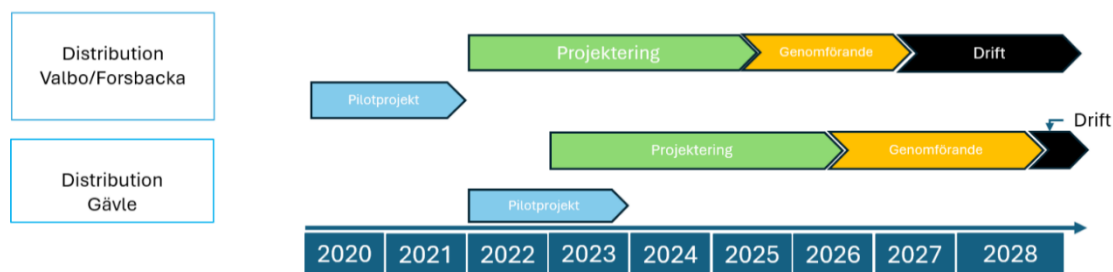 Distribution
Valbo/Forsbacka
Projektering
Genomförande
Drift
Pilotprojekt
Drift
Distribution
Gävle
Projektering
Genomförande
Pilotprojekt
2020 2021 2022 2023 2024 2025 2026 2027 2028